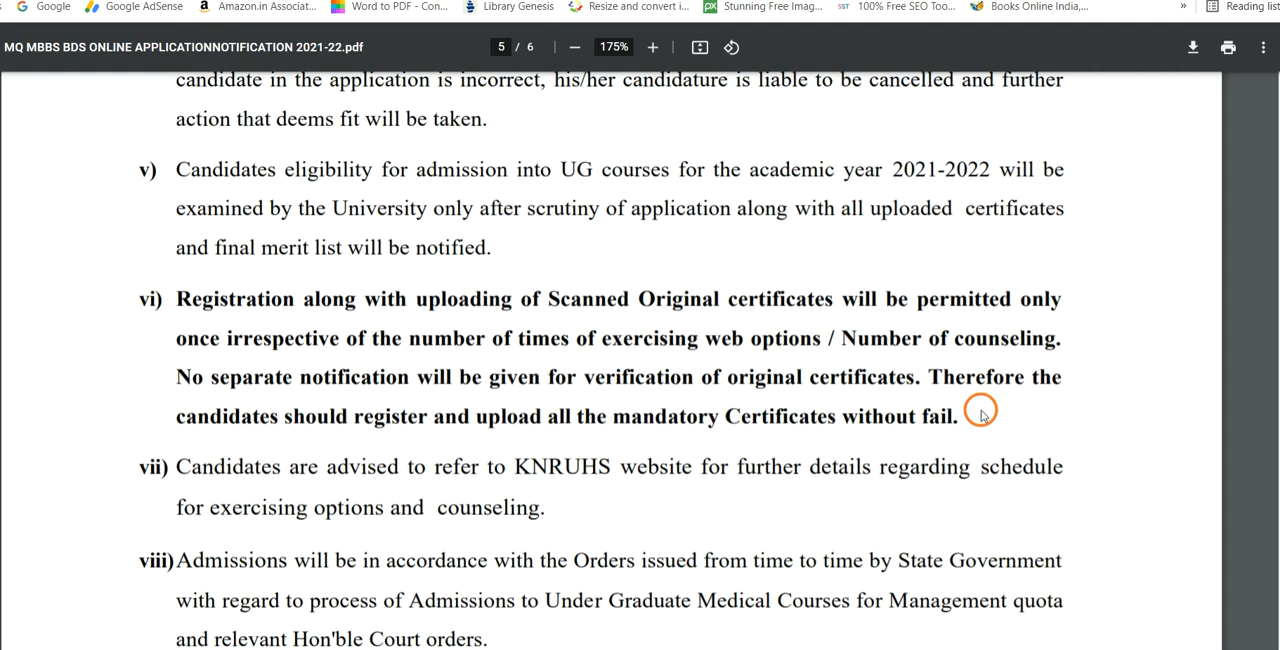 Google Google AdSense Amazon.in Associat... Word to PDF - Con... Library Genesis Resize and convert i... Stunning Free Imag... 100% Free SEO Too... Books Online India,... » Reading list
MQ MBBS BDS ONLINE APPLICATIONNOTIFICATION 2021-22.pdf 5 / 6 — 175% +
candidate in the application is incorrect, his/her candidature is liable to be cancelled and further
action that deems fit will be taken.
v) Candidates eligibility for admission into UG courses for the academic year 2021-2022 will be
examined by the University only after scrutiny of application along with all uploaded certificates
and final merit list will be notified.
vi) Registration along with uploading of Scanned Original certificates will be permitted only
once irrespective of the number of times of exercising web options / Number of counseling.
No separate notification will be given for verification of original certificates. Therefore the
candidates should register and upload all the mandatory Certificates without fail.
vii) Candidates are advised to refer to KNRUHS website for further details regarding schedule
for exercising options and counseling.
viii) Admissions will be in accordance with the Orders issued from time to time by State Government
with regard to process of Admissions to Under Graduate Medical Courses for Management quota
and relevant Hon'ble Court orders.